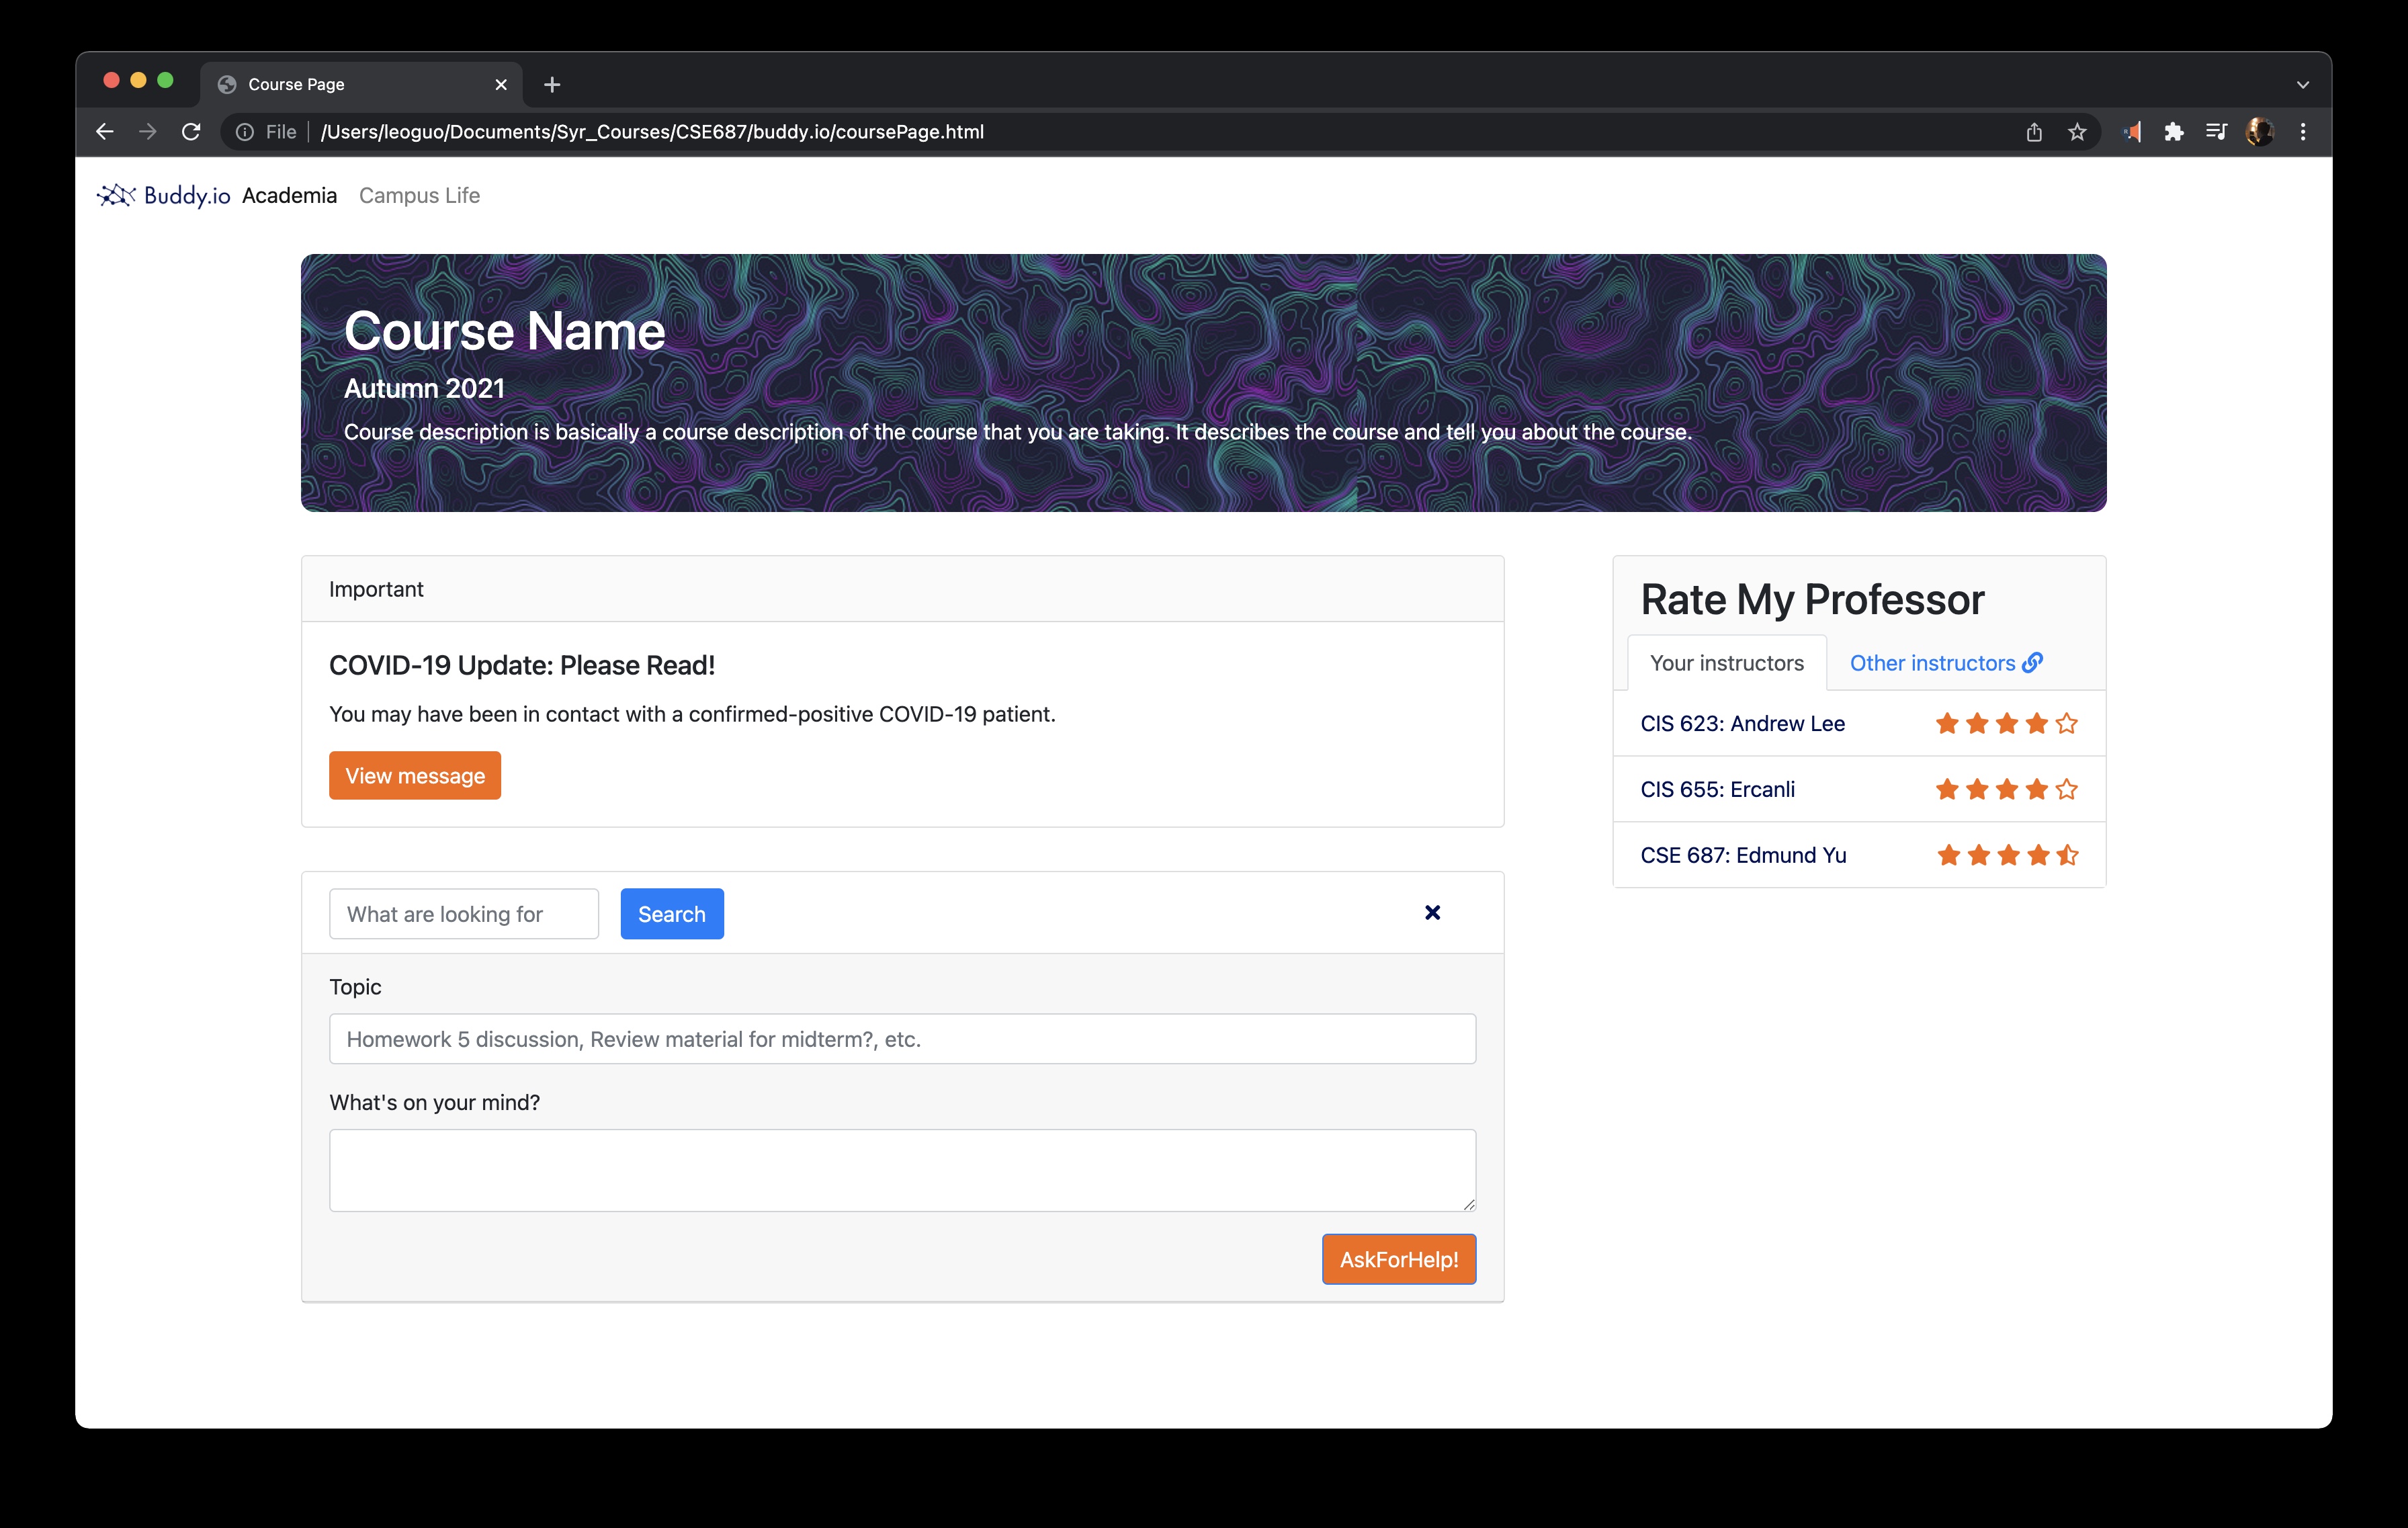 Course Page
File
/Users/leoguo/Documents/Syr_Courses/CSE687/buddy.io/coursePage.html
Buddy.io Academia Campus Life
Course Name
Autumn 2021
Course description is basically a course description of the course that you are taking. It describes the course and tell you about the course.
Important
COVID-19 Update: Please Read!
You may have been in contact with a confirmed-positive COVID-19 patient.
View message
What are looking for
Search
Topic
Homework 5 discussion, Review material for midterm?, etc.
What's on your mind?
AskForHelp!
Rate My Professor
Your instructors
Other instructors
CIS 623: Andrew Lee
CIS 655: Ercanli
CSE 687: Edmund Yu